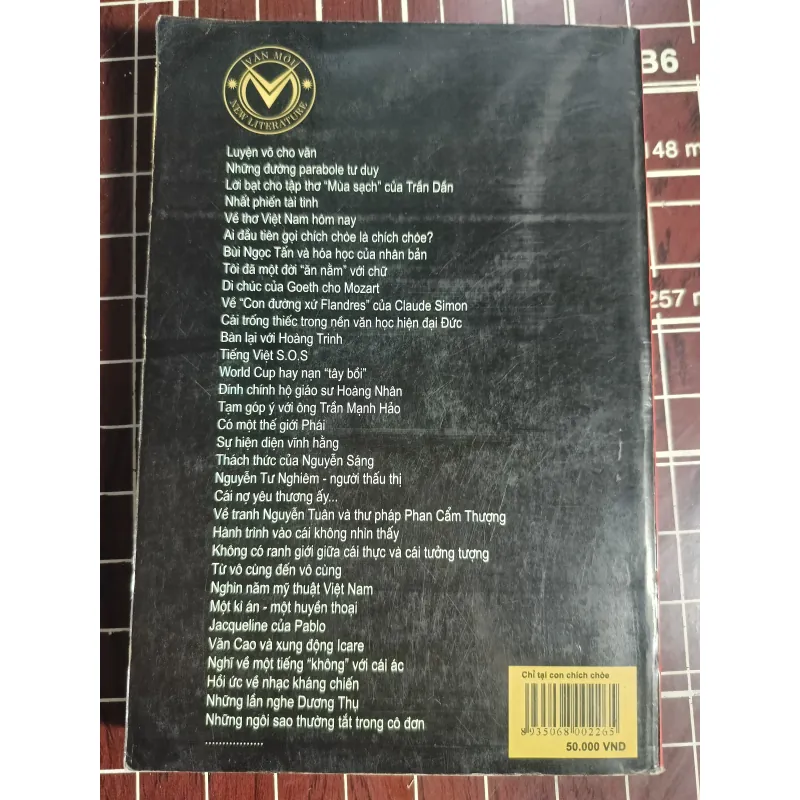 VĂN MỚI
NEW LITERATURE
B6
148 m
257 m
Luyện võ cho văn
Những đường parabole tư duy
Lời bạt cho tập thơ "Mùa sạch" của Trần Dần
Nhất phiến tài tình
Về thơ Việt Nam hôm nay
Ai đầu tiên gọi chích chòe là chích chòe?
Bùi Ngọc Tấn và hóa học của nhân bản
Tôi đã một đời "ăn nằm" với chữ
Di chúc của Goeth cho Mozart
Về "Con đường xứ Flandres" của Claude Simon
Cái trống thiếc trong nền văn học hiện đại Đức
Bàn lại với Hoàng Trinh
Tiếng Việt S.O.S
World Cup hay nạn "tây bồi"
Đính chính hộ giáo sư Hoàng Nhân
Tạm góp ý với ông Trần Mạnh Hảo
Có một thế giới Phái
Sự hiện diện vĩnh hằng
Thách thức của Nguyễn Sáng
Nguyễn Tư Nghiêm - người thấu thị
Cái nợ yêu thương ấy...
Về tranh Nguyễn Tuân và thư pháp Phan Cẩm Thượng
Hành trình vào cái không nhìn thấy
Không có ranh giới giữa cái thực và cái tưởng tượng
Từ vô cùng đến vô cùng
Nghìn năm mỹ thuật Việt Nam
Một kì án - một huyền thoại
Jacqueline của Pablo
Văn Cao và xung động Icare
Nghĩ về một tiếng "không" với cái ác
Hồi ức về nhạc kháng chiến
Những lần nghe Dương Thụ
Những ngôi sao thường tắt trong cô đơn
.................
Chỉ tại con chích chòe
8935068002265
50.000 VND